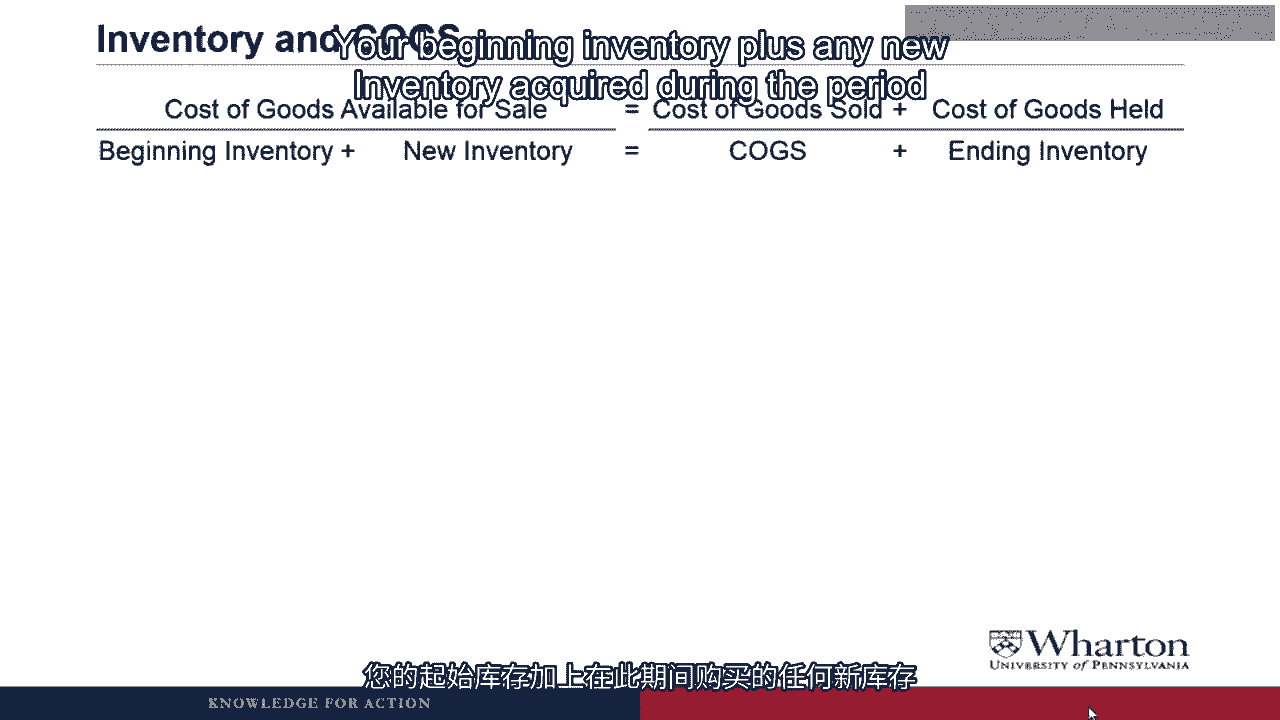 Inventory and COGS
Your beginning inventory plus any new
Inventory acquired during the period
Cost of Goods Available for Sale = Cost of Goods Sold + Cost of Goods Held
Beginning Inventory + New Inventory = COGS + Ending Inventory
Wharton
UNIVERSITY of PENNSYLVANIA
您的起始库存加上在此期间购买的任何新库存
KNOWLEDGE FOR ACTION